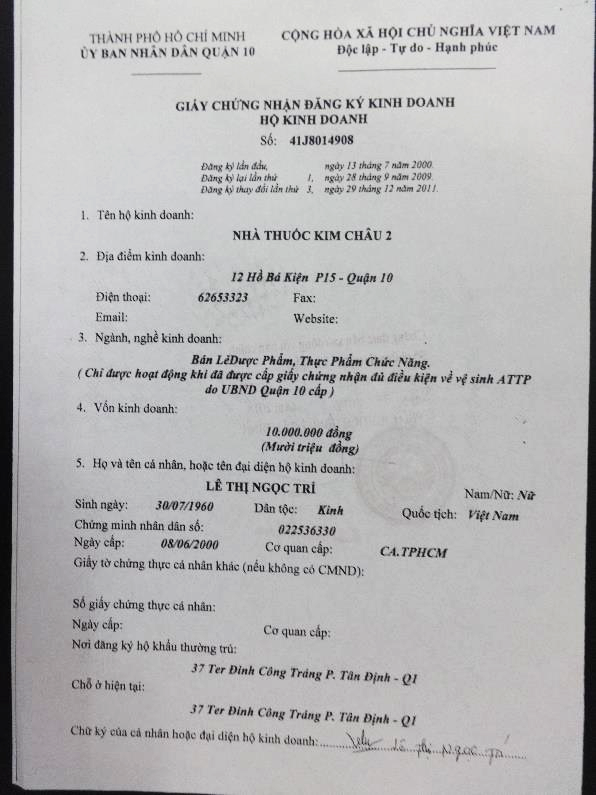 THÀNH PHỐ HỒ CHÍ MINH
ỦY BAN NHÂN DÂN QUẬN 10
CỘNG HÒA XÃ HỘI CHỦ NGHĨA VIỆT NAM
Độc lập - Tự do - Hạnh phúc
GIẤY CHỨNG NHẬN ĐĂNG KÝ KINH DOANH
HỘ KINH DOANH
Số: 41J8014908
Đăng ký lần đầu, ngày 13 tháng 7 năm 2000.
Đăng ký lại lần thứ 1, ngày 28 tháng 9 năm 2009.
Đăng ký thay đổi lần thứ 3, ngày 29 tháng 12 năm 2011.
1. Tên hộ kinh doanh:
NHÀ THUỐC KIM CHÂU 2
2. Địa điểm kinh doanh:
12 Hồ Bá Kiện P15 - Quận 10
Điện thoại: 62653323 Fax:
Email: Website:
3. Ngành, nghề kinh doanh:
Bán LẻDược Phẩm, Thực Phẩm Chức Năng.
( Chỉ được hoạt động khi đã được cấp giấy chứng nhận đủ điều kiện về vệ sinh ATTP
do UBND Quận 10 cấp )
4. Vốn kinh doanh:
10.000.000 đồng
(Mười triệu đồng)
5. Họ và tên cá nhân, hoặc tên đại diện hộ kinh doanh:
LÊ THỊ NGỌC TRÍ Nam/Nữ: Nữ
Sinh ngày: 30/07/1960 Dân tộc: Kinh Quốc tịch: Việt Nam
Chứng minh nhân dân số: 022536330
Ngày cấp: 08/06/2000 Cơ quan cấp: CA.TPHCM
Giấy tờ chứng thực cá nhân khác (nếu không có CMND):
Số giấy chứng thực cá nhân:
Ngày cấp: Cơ quan cấp:
Nơi đăng ký hộ khẩu thường trú:
37 Ter Đinh Công Tráng P. Tân Định - Q1
Chỗ ở hiện tại:
37 Ter Đinh Công Tráng P. Tân Định - Q1
Chữ ký của cá nhân hoặc đại diện hộ kinh doanh: Lê Thị Ngọc Trí